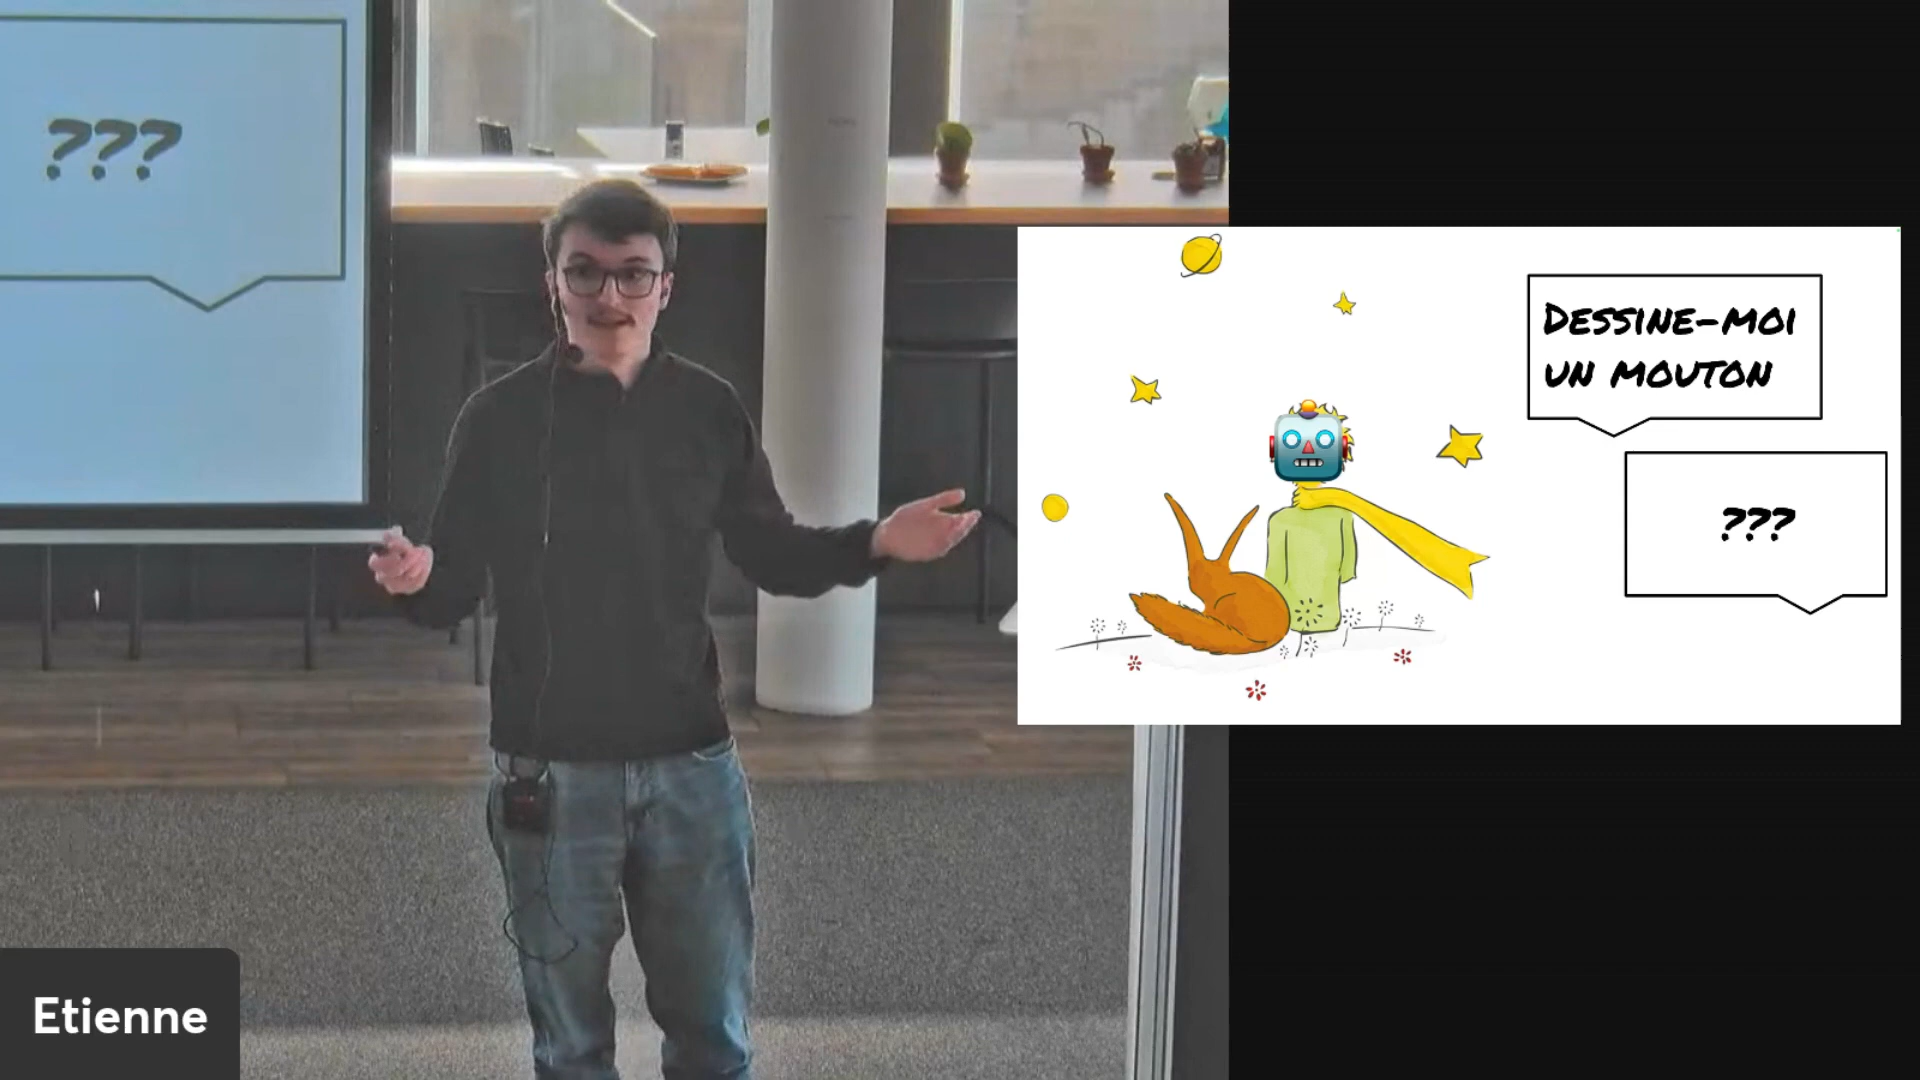 ???
DESSINE-MOI
UN MOUTON
???
Etienne